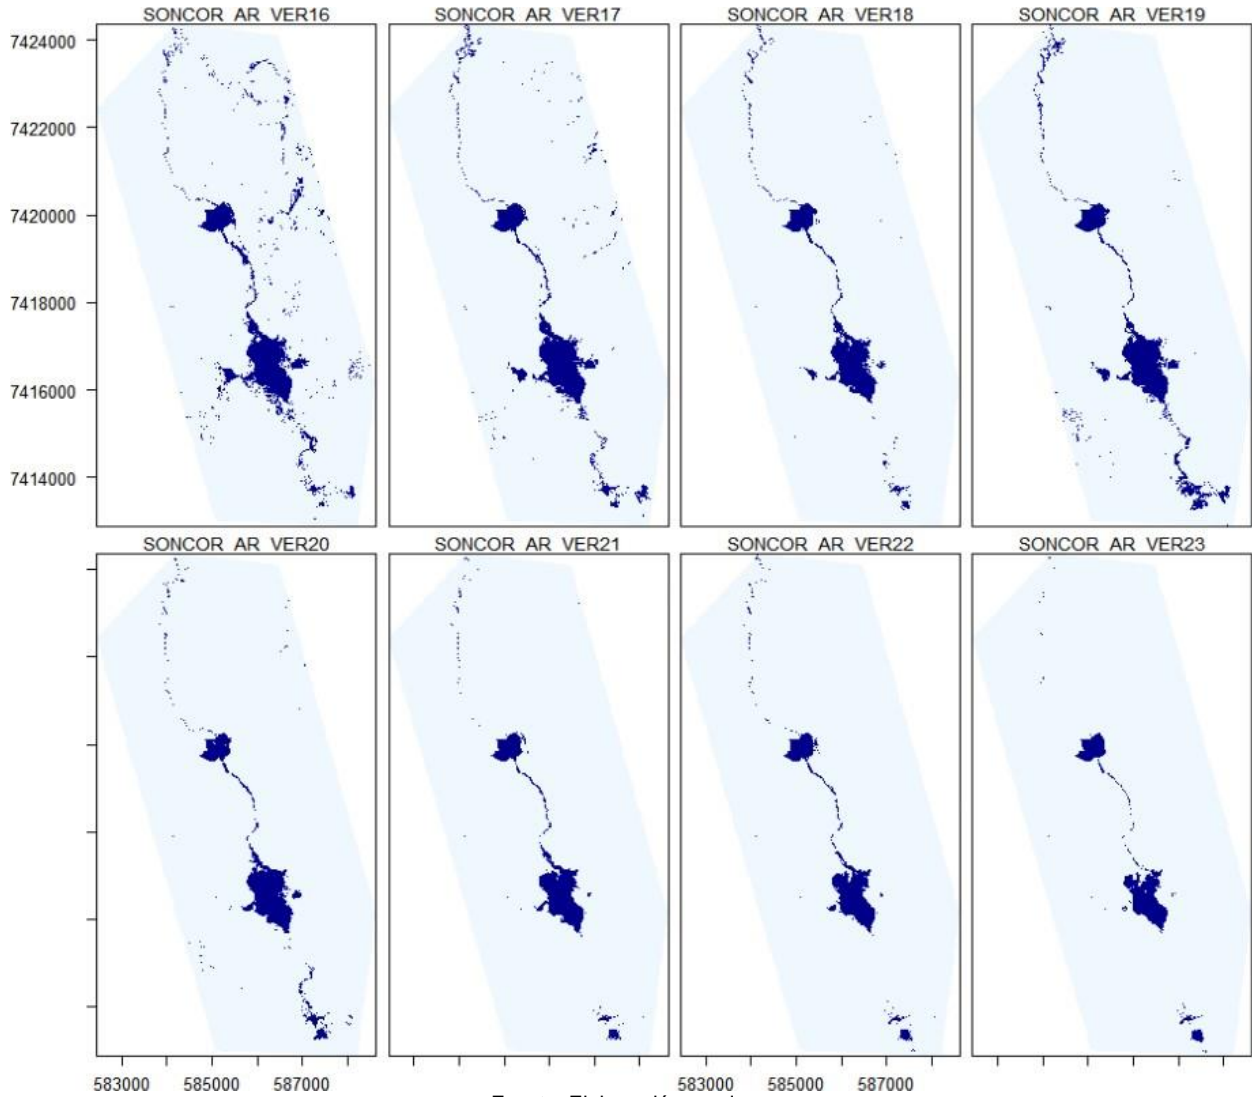 SONCOR AR VER16
SONCOR AR VER17
SONCOR AR VER18
SONCOR AR VER19
7424000
7422000
7420000
7418000
7416000
7414000
SONCOR AR VER20
SONCOR AR VER21
SONCOR AR VER22
SONCOR AR VER23
583000 585000 587000
583000 585000 587000